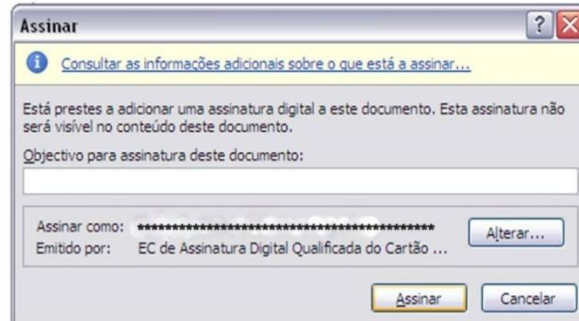 Assinar
Consultar as informações adicionais sobre o que está a assinar...
Está prestes a adicionar uma assinatura digital a este documento. Esta assinatura não
será visível no conteúdo deste documento.
Objectivo para assinatura deste documento:
Assinar como: *******************************************
Alterar...
Emitido por: EC de Assinatura Digital Qualificada do Cartão ...
Assinar Cancelar